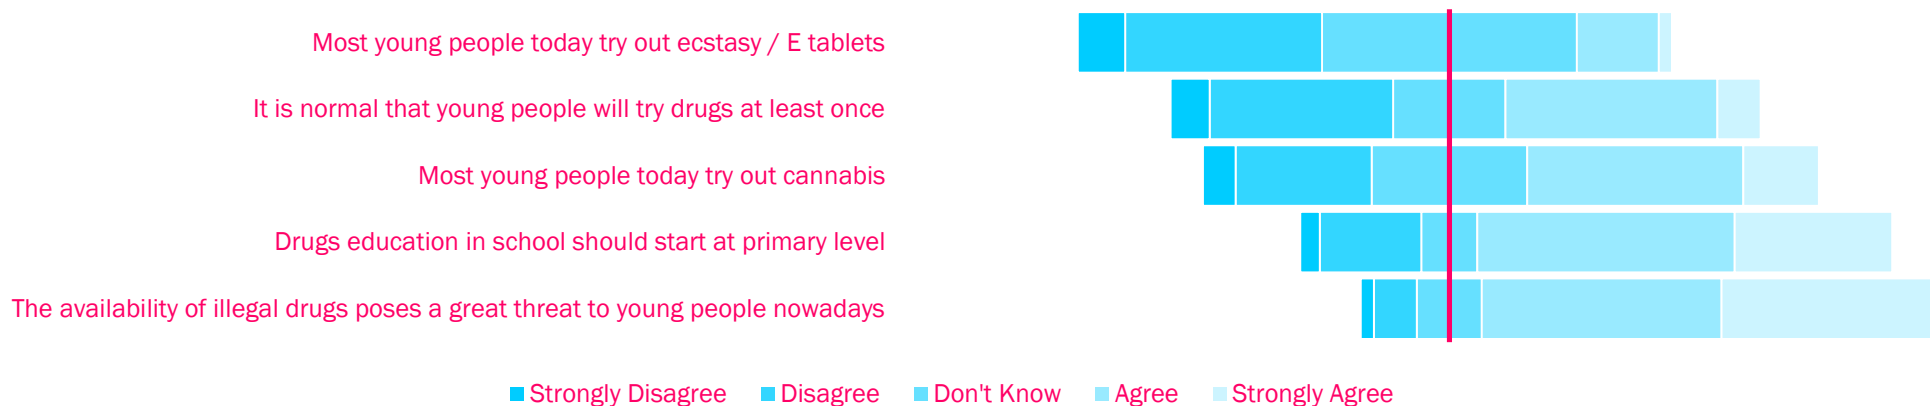 Most young people today try out ecstasy / E tablets
It is normal that young people will try drugs at least once
Most young people today try out cannabis
Drugs education in school should start at primary level
The availability of illegal drugs poses a great threat to young people nowadays
Strongly Disagree Disagree Don't Know Agree Strongly Agree